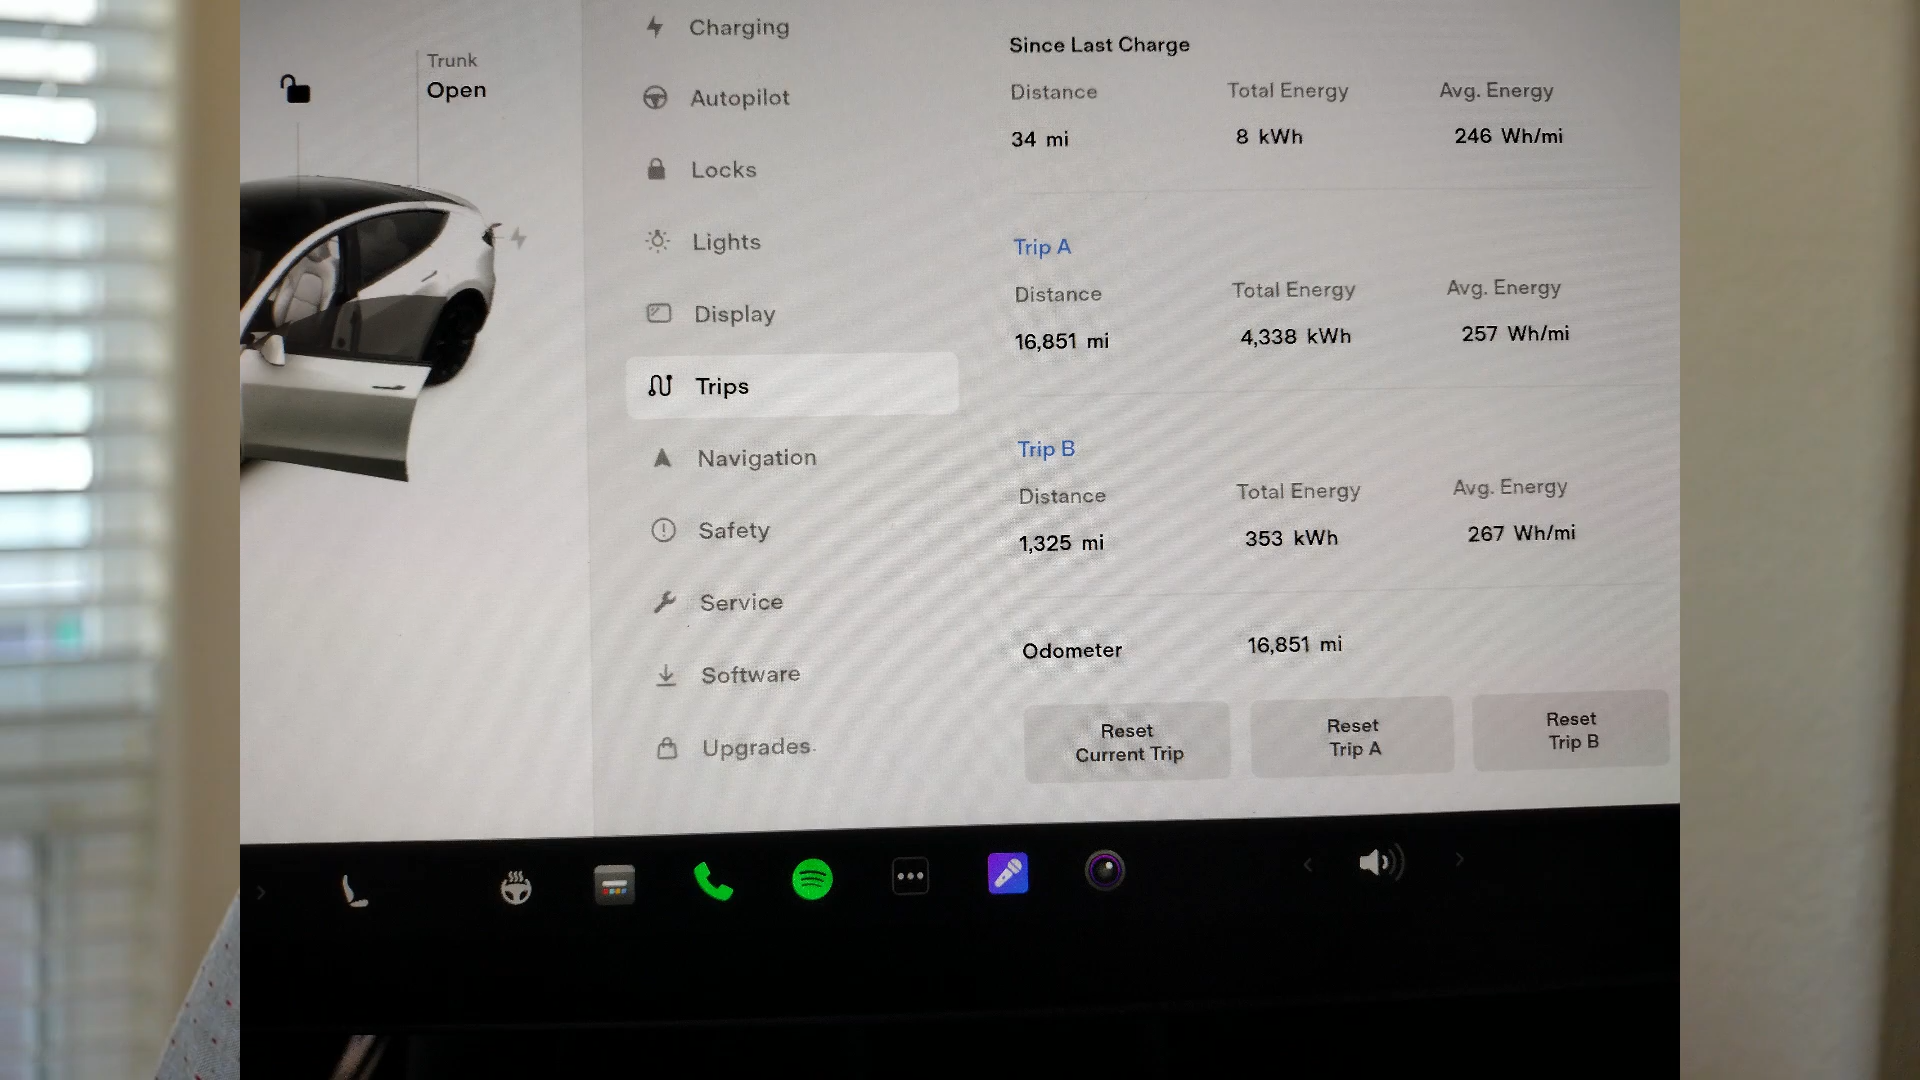 Trunk
Open
Charging
Autopilot
Locks
Lights
Display
Trips
Navigation
Safety
Service
Software
Upgrades
Since Last Charge
Distance Total Energy Avg. Energy
34 mi 8 kWh 246 Wh/mi
Trip A
Distance Total Energy Avg. Energy
16,851 mi 4,338 kWh 257 Wh/mi
Trip B
Distance Total Energy Avg. Energy
1,325 mi 353 kWh 267 Wh/mi
Odometer 16,851 mi
Reset
Current Trip
Reset
Trip A
Reset
Trip B